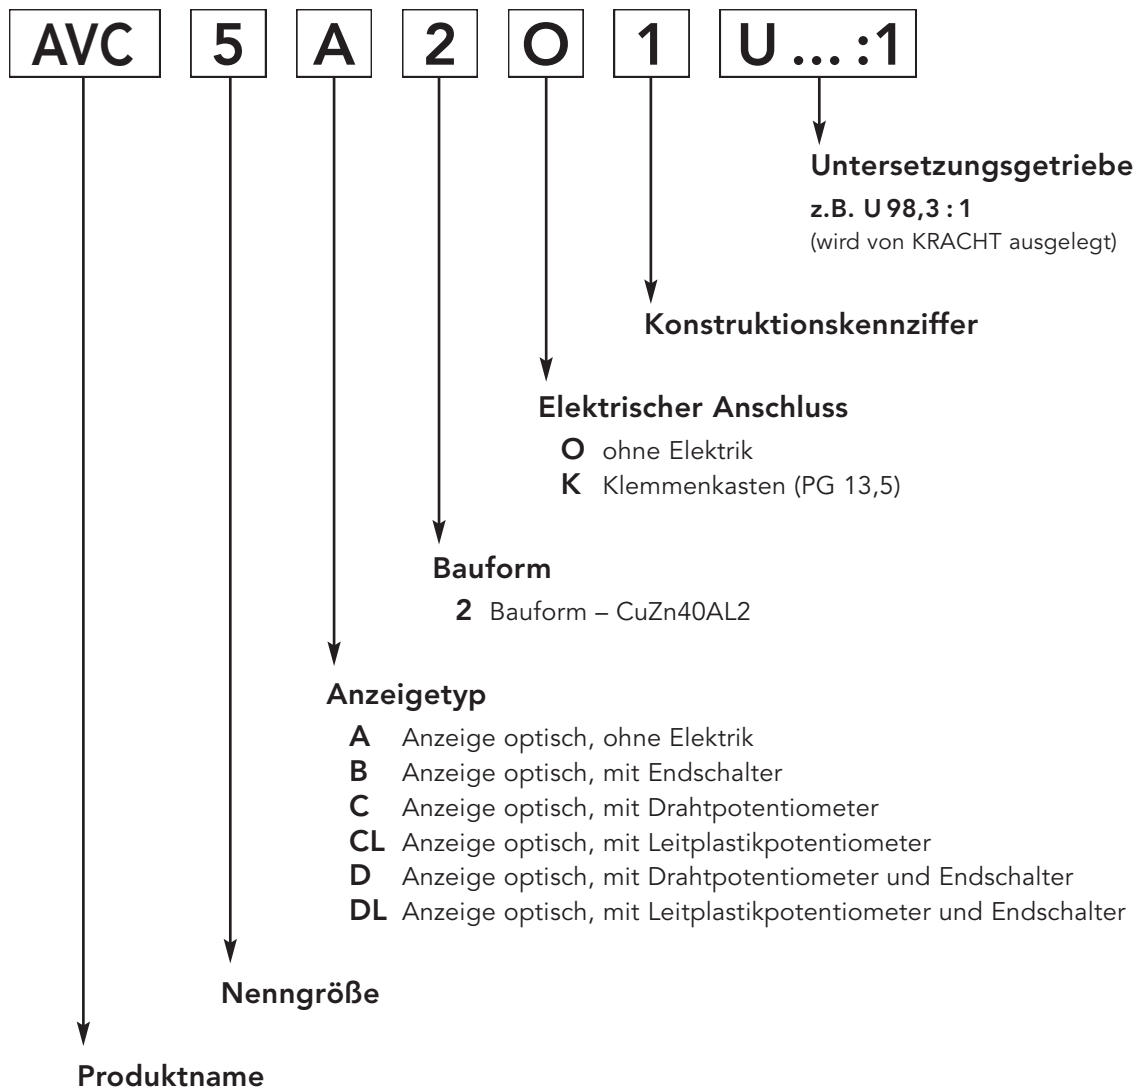 AVC 5 A 2 O 1 U ... :1
Untersetzungsgetriebe
z.B. U 98,3 : 1
(wird von KRACHT ausgelegt)
Konstruktionskennziffer
Elektrischer Anschluss
O ohne Elektrik
K Klemmenkasten (PG 13,5)
Bauform
2 Bauform – CuZn40AL2
Anzeigetyp
A Anzeige optisch, ohne Elektrik
B Anzeige optisch, mit Endschalter
C Anzeige optisch, mit Drahtpotentiometer
CL Anzeige optisch, mit Leitplastikpotentiometer
D Anzeige optisch, mit Drahtpotentiometer und Endschalter
DL Anzeige optisch, mit Leitplastikpotentiometer und Endschalter
Nenngröße
Produktname